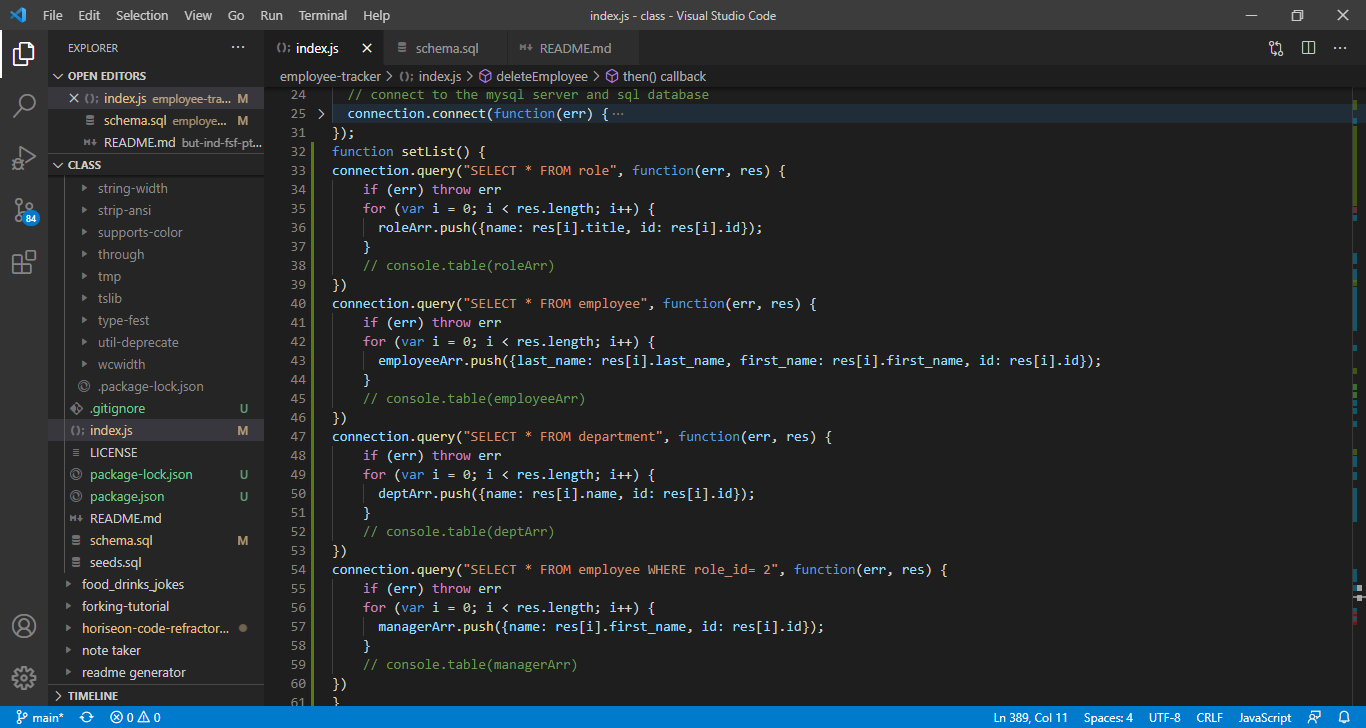 File Edit Selection View Go Run Terminal Help index.js - class - Visual Studio Code
EXPLORER
OPEN EDITORS
index.js employee-tra... M
schema.sql employe... M
README.md but-ind-fsf-pt...
CLASS
string-width
strip-ansi
supports-color
through
tmp
tslib
type-fest
util-deprecate
wcwidth
.package-lock.json
.gitignore U
index.js M
LICENSE
package-lock.json U
package.json U
README.md
schema.sql M
seeds.sql
food_drinks_jokes
forking-tutorial
horiseon-code-refractor...
note taker
readme generator
TIMELINE
84
index.js schema.sql README.md
employee-tracker > index.js > deleteEmployee > then() callback
24 // connect to the mysql server and sql database
25 connection.connect(function(err) {···
31 });
32 function setList() {
33 connection.query("SELECT * FROM role", function(err, res) {
34 if (err) throw err
35 for (var i = 0; i < res.length; i++) {
36 roleArr.push({name: res[i].title, id: res[i].id});
37 }
38 // console.table(roleArr)
39 })
40 connection.query("SELECT * FROM employee", function(err, res) {
41 if (err) throw err
42 for (var i = 0; i < res.length; i++) {
43 employeeArr.push({last_name: res[i].last_name, first_name: res[i].first_name, id: res[i].id});
44 }
45 // console.table(employeeArr)
46 })
47 connection.query("SELECT * FROM department", function(err, res) {
48 if (err) throw err
49 for (var i = 0; i < res.length; i++) {
50 deptArr.push({name: res[i].name, id: res[i].id});
51 }
52 // console.table(deptArr)
53 })
54 connection.query("SELECT * FROM employee WHERE role_id= 2", function(err, res) {
55 if (err) throw err
56 for (var i = 0; i < res.length; i++) {
57 managerArr.push({name: res[i].first_name, id: res[i].id});
58 }
59 // console.table(managerArr)
60 })
61 }
main* 0 0 Ln 389, Col 11 Spaces: 4 UTF-8 CRLF JavaScript